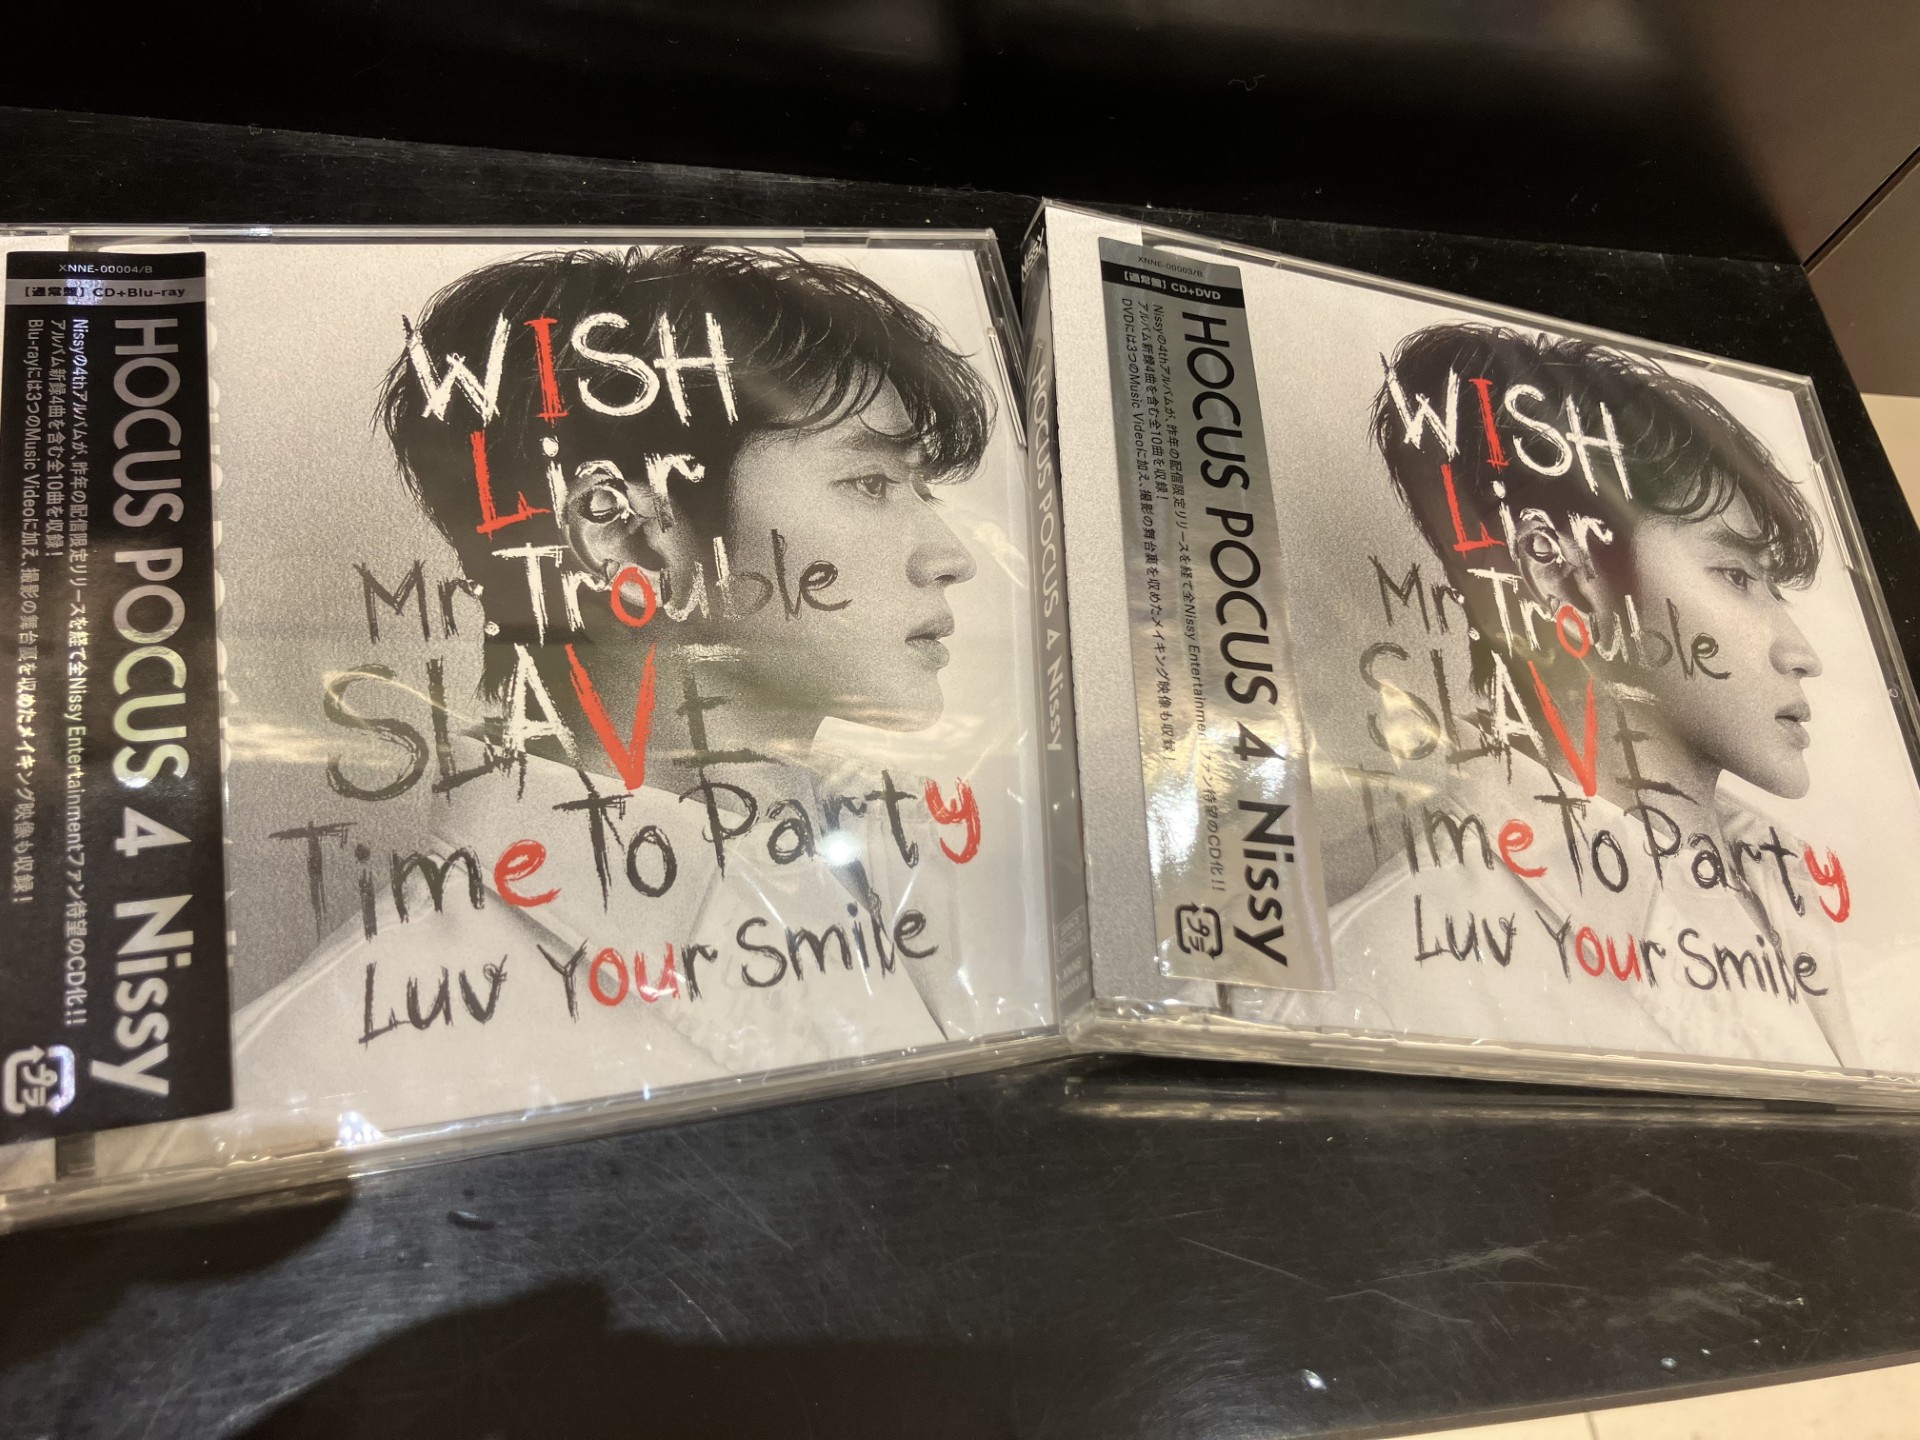 XNNE-00004/B
【通常盤】CD+Blu-ray
HOCUS POCUS 4 Nissy
Nissyの4thアルバムが、昨年の配信限定リリースを経て全Nissy Entertainmentファン待望のCD化!!
アルバム新録4曲を含む全10曲を収録!
Blu-rayには3つのMusic Videoに加え、撮影の舞台裏を収めたメイキング映像も収録!
プラ
WISH
Liar
Mr. Trouble
SLAVE
Time To Party
Luv Your Smile
Nissy
HOCUS POCUS 4 Nissy
XNNE-00003/B
【通常盤】CD+DVD
HOCUS POCUS 4 Nissy
Nissyの4thアルバムが、昨年の配信限定リリースを経て全Nissy Entertainmentファン待望のCD化!!
アルバム新録4曲を含む全10曲を収録!
DVDには3つのMusic Videoに加え、撮影の舞台裏を収めたメイキング映像も収録!
プラ
WISH
Liar
Mr. Trouble
SLAVE
Time To Party
Luv Your Smile